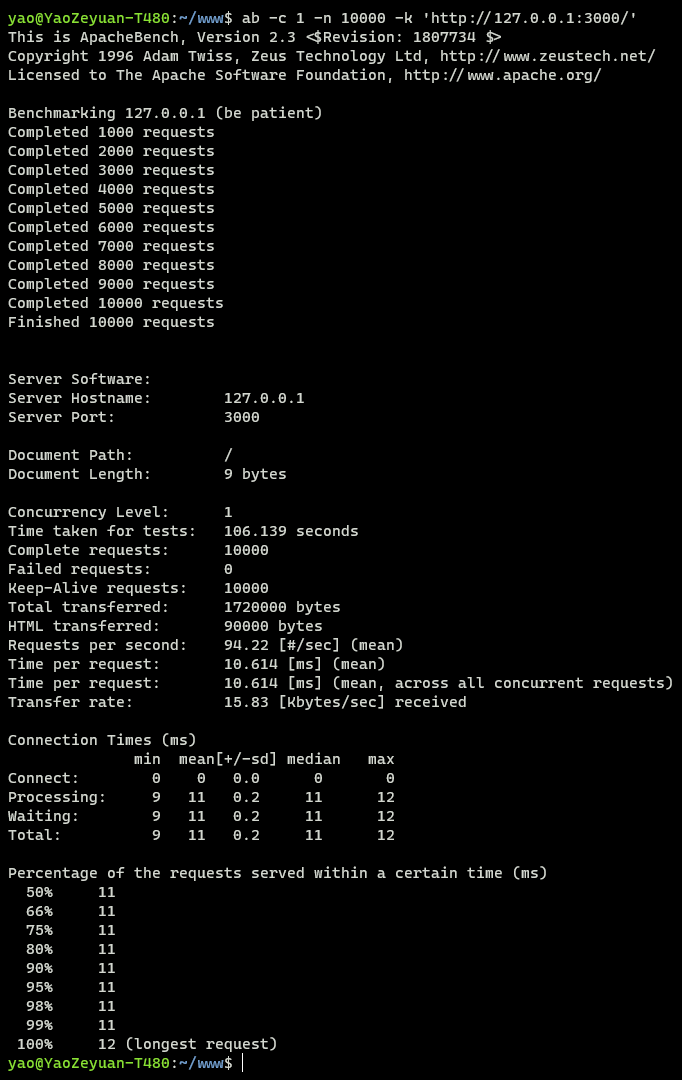 yao@YaoZeyuan-T480:~/www$ ab -c 1 -n 10000 -k 'http://127.0.0.1:3000/'
This is ApacheBench, Version 2.3 <$Revision: 1807734 $>
Copyright 1996 Adam Twiss, Zeus Technology Ltd, http://www.zeustech.net/
Licensed to The Apache Software Foundation, http://www.apache.org/

Benchmarking 127.0.0.1 (be patient)
Completed 1000 requests
Completed 2000 requests
Completed 3000 requests
Completed 4000 requests
Completed 5000 requests
Completed 6000 requests
Completed 7000 requests
Completed 8000 requests
Completed 9000 requests
Completed 10000 requests
Finished 10000 requests


Server Software:
Server Hostname:        127.0.0.1
Server Port:            3000

Document Path:          /
Document Length:        9 bytes

Concurrency Level:      1
Time taken for tests:   106.139 seconds
Complete requests:      10000
Failed requests:        0
Keep-Alive requests:    10000
Total transferred:      1720000 bytes
HTML transferred:       90000 bytes
Requests per second:    94.22 [#/sec] (mean)
Time per request:       10.614 [ms] (mean)
Time per request:       10.614 [ms] (mean, across all concurrent requests)
Transfer rate:          15.83 [Kbytes/sec] received

Connection Times (ms)
              min  mean[+/-sd] median   max
Connect:        0    0   0.0      0       0
Processing:     9   11   0.2     11      12
Waiting:        9   11   0.2     11      12
Total:          9   11   0.2     11      12

Percentage of the requests served within a certain time (ms)
  50%     11
  66%     11
  75%     11
  80%     11
  90%     11
  95%     11
  98%     11
  99%     11
 100%     12 (longest request)
yao@YaoZeyuan-T480:~/www$